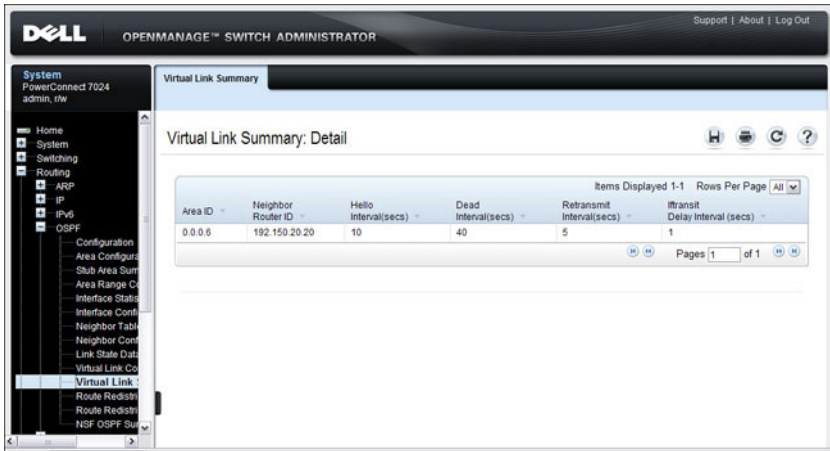 Support | About | Log Out
DELL OPENMANAGE™ SWITCH ADMINISTRATOR
System
PowerConnect 7024
admin, r/w
Virtual Link Summary
Home
System
Switching
Routing
ARP
IP
IPv6
OSPF
Configuration
Area Configura
Stub Area Sum
Area Range Co
Interface Statis
Interface Confi
Neighbor Table
Neighbor Conf
Link State Data
Virtual Link Co
Virtual Link
Route Redistri
Route Redistri
NSF OSPF Sum
Virtual Link Summary: Detail
Items Displayed 1-1 Rows Per Page All
Area ID Neighbor Router ID Hello Interval(secs) Dead Interval(secs) Retransmit Interval(secs) Iftransit Delay Interval (secs)
0.0.0.6 192.150.20.20 10 40 5 1
Pages 1 of 1